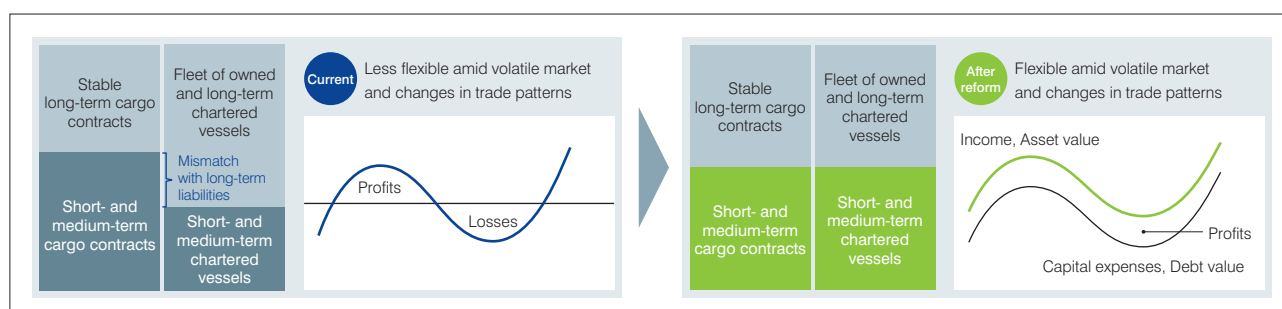 Stable
long-term cargo
contracts
Fleet of owned
and long-term
chartered
vessels
Mismatch
with long-term
liabilities
Short- and
medium-term
cargo contracts
Short- and
medium-term
chartered
vessels
Current
Less flexible amid volatile market
and changes in trade patterns
Profits
Losses
Stable
long-term cargo
contracts
Fleet of owned
and long-term
chartered
vessels
Short- and
medium-term
cargo contracts
Short- and
medium-term
chartered
vessels
After
reform
Flexible amid volatile market
and changes in trade patterns
Income, Asset value
Profits
Capital expenses, Debt value